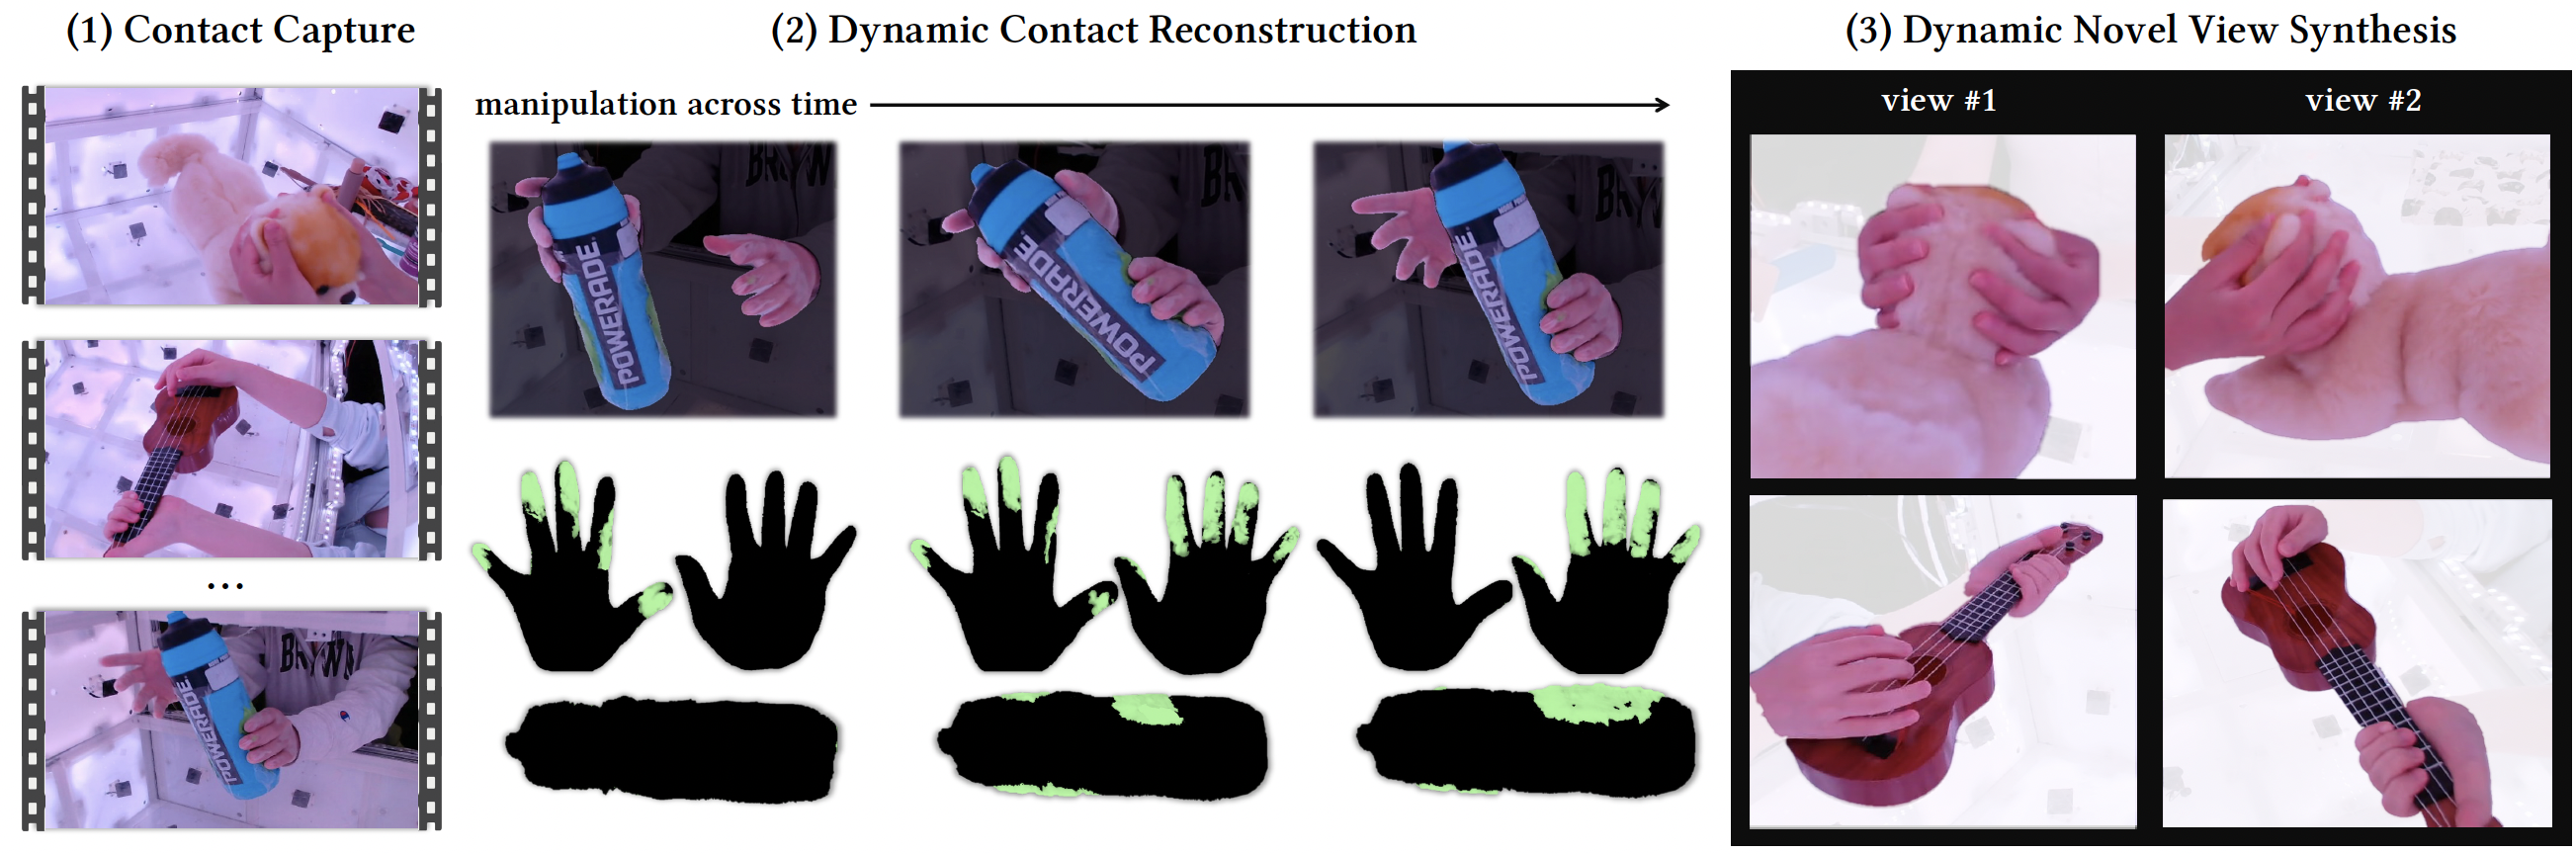 (1) Contact Capture
(2) Dynamic Contact Reconstruction
(3) Dynamic Novel View Synthesis
manipulation across time
view #1
view #2
POWERADE
POWERADE
POWERADE
...
POWERADE